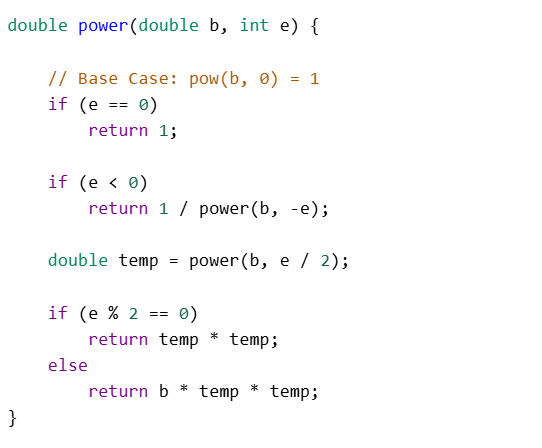 double power(double b, int e) {
    // Base Case: pow(b, 0) = 1
    if (e == 0)
        return 1;
    if (e < 0)
        return 1 / power(b, -e);
    double temp = power(b, e / 2);
    if (e % 2 == 0)
        return temp * temp;
    else
        return b * temp * temp;
}